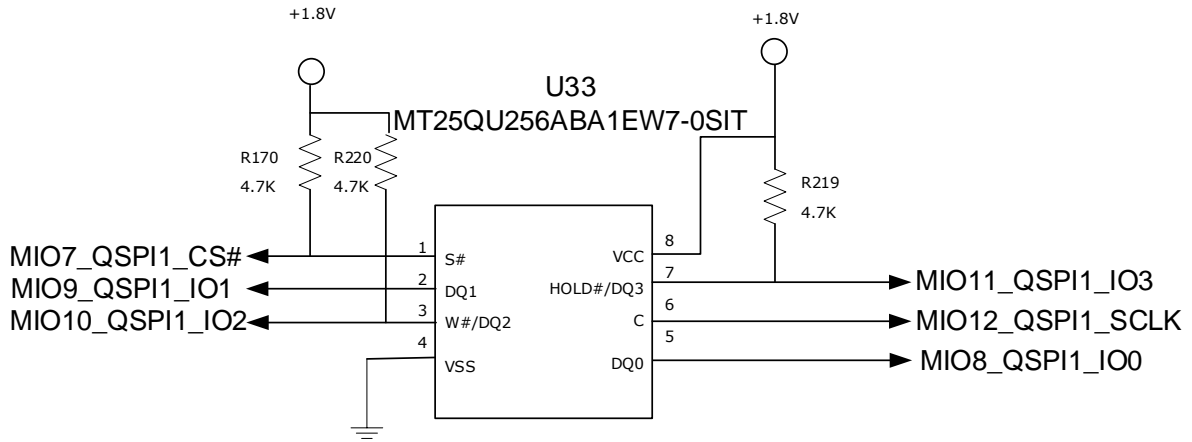 +1.8V
+1.8V
U33
MT25QU256ABA1EW7-0SIT
R170
4.7K
R220
4.7K
R219
4.7K
MIO7_QSPI1_CS#
1
S#
VCC
8
MIO9_QSPI1_IO1
2
DQ1
HOLD#/DQ3
7
MIO11_QSPI1_IO3
MIO10_QSPI1_IO2
3
W#/DQ2
C
6
MIO12_QSPI1_SCLK
4
VSS
DQ0
5
MIO8_QSPI1_IO0